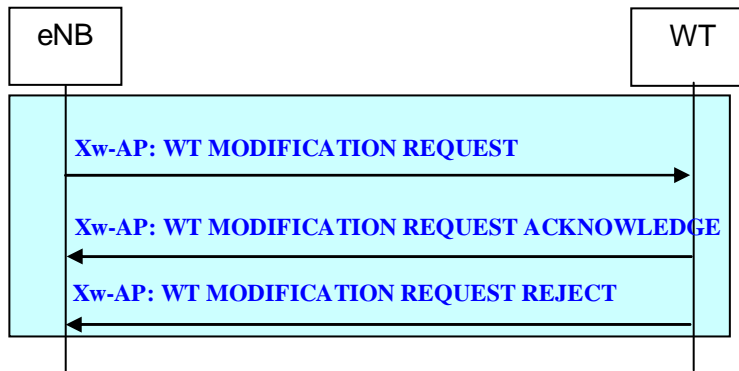 eNB
WT
Xw-AP: WT MODIFICATION REQUEST
Xw-AP: WT MODIFICATION REQUEST ACKNOWLEDGE
Xw-AP: WT MODIFICATION REQUEST REJECT